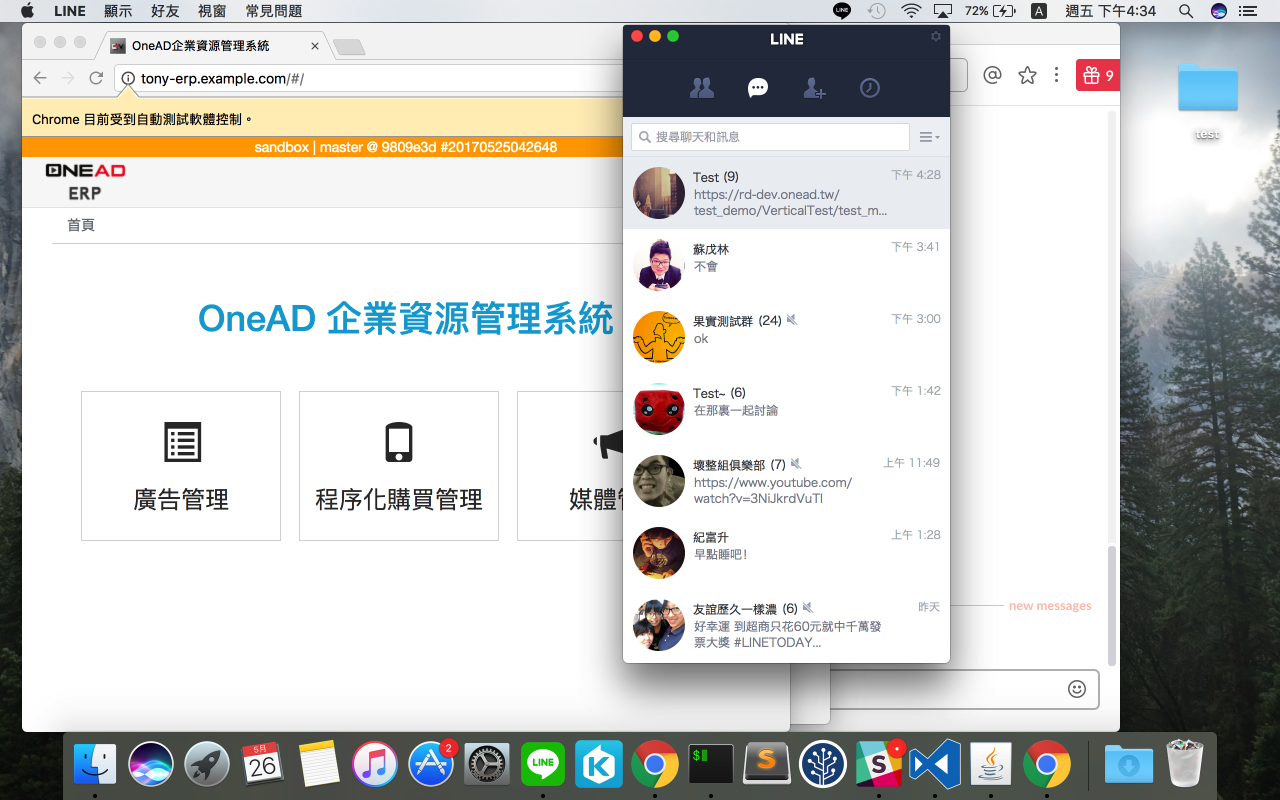 LINE 顯示 好友 視窗 常見問題
LINE 72% A 週五 下午4:34
OneAD企業資源管理系統
tony-erp.example.com/#/
Chrome 目前受到自動測試軟體控制。
sandbox | master @ 9809e3d #20170525042648
ONEAD
ERP
首頁
OneAD 企業資源管理系統
廣告管理
程序化購買管理
LINE
搜尋聊天和訊息
Test (9) 下午 4:28
https://rd-dev.onead.tw/
test_demo/VerticalTest/test_m...
蘇戊林 下午 3:41
不會
果實測試群 (24) 下午 3:00
ok
Test~ (6) 下午 1:42
在那裏一起討論
壞整組俱樂部 (7) 上午 11:49
https://www.youtube.com/
watch?v=3NiJkrdVuTI
紀富升 上午 1:28
早點睡吧!
友誼歷久一樣濃 (6) 昨天
好幸運 到超商只花60元就中千萬發
票大獎 #LINETODAY...
9
new messages
test
5月
26
2
LINE
K
$
S
S